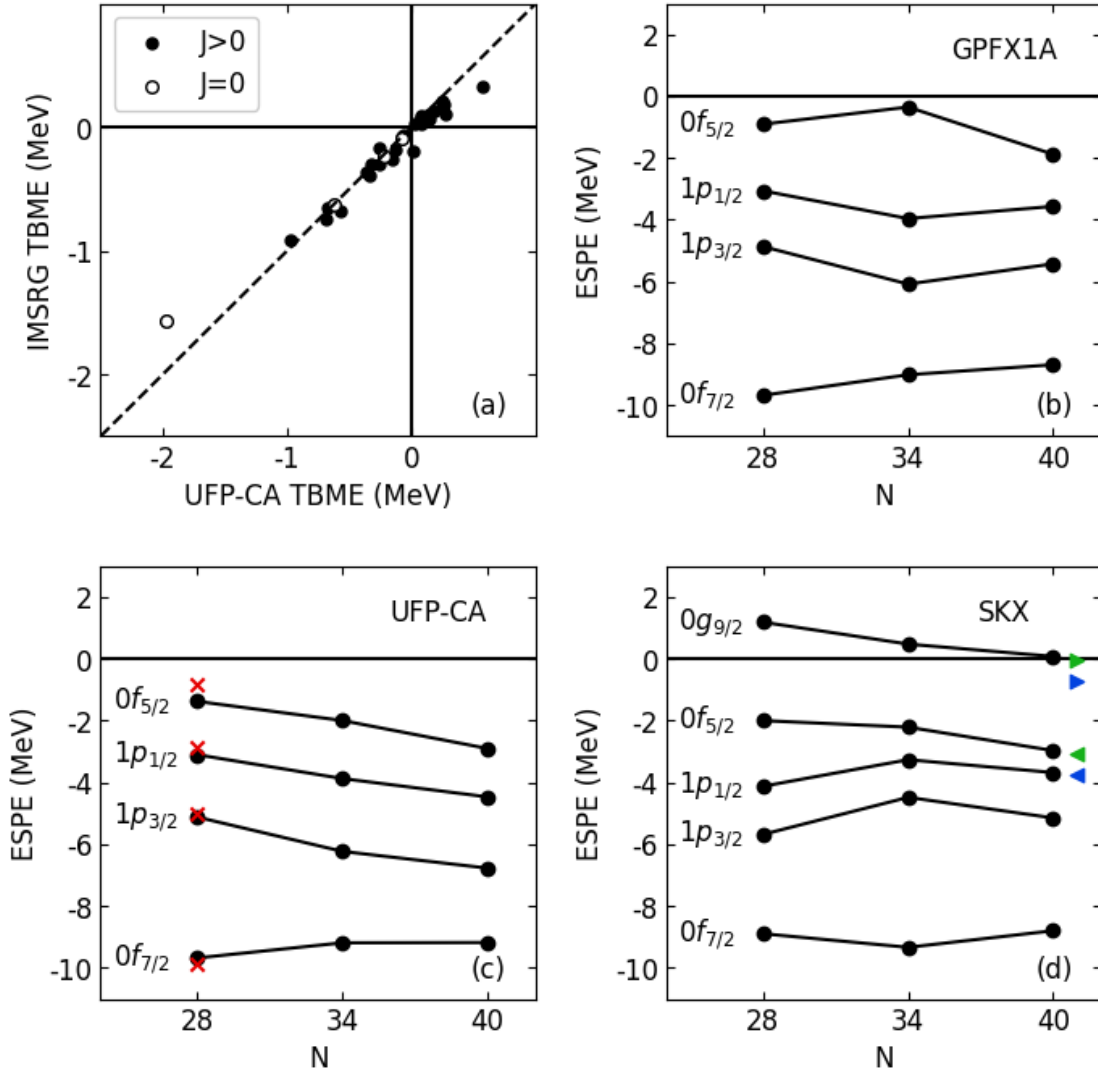 J>0
J=0
0
-1
-2
IMSRG TBME (MeV)
(a)
-2
-1
0
UFP-CA TBME (MeV)
GPFX1A
2
0
-2
-4
-6
-8
-10
ESPE (MeV)
0f5/2
1p1/2
1p3/2
0f7/2
(b)
28
34
40
N
UFP-CA
2
0
-2
-4
-6
-8
-10
ESPE (MeV)
0f5/2
1p1/2
1p3/2
0f7/2
(c)
28
34
40
N
SKX
2
0
-2
-4
-6
-8
-10
ESPE (MeV)
0g9/2
0f5/2
1p1/2
1p3/2
0f7/2
(d)
28
34
40
N